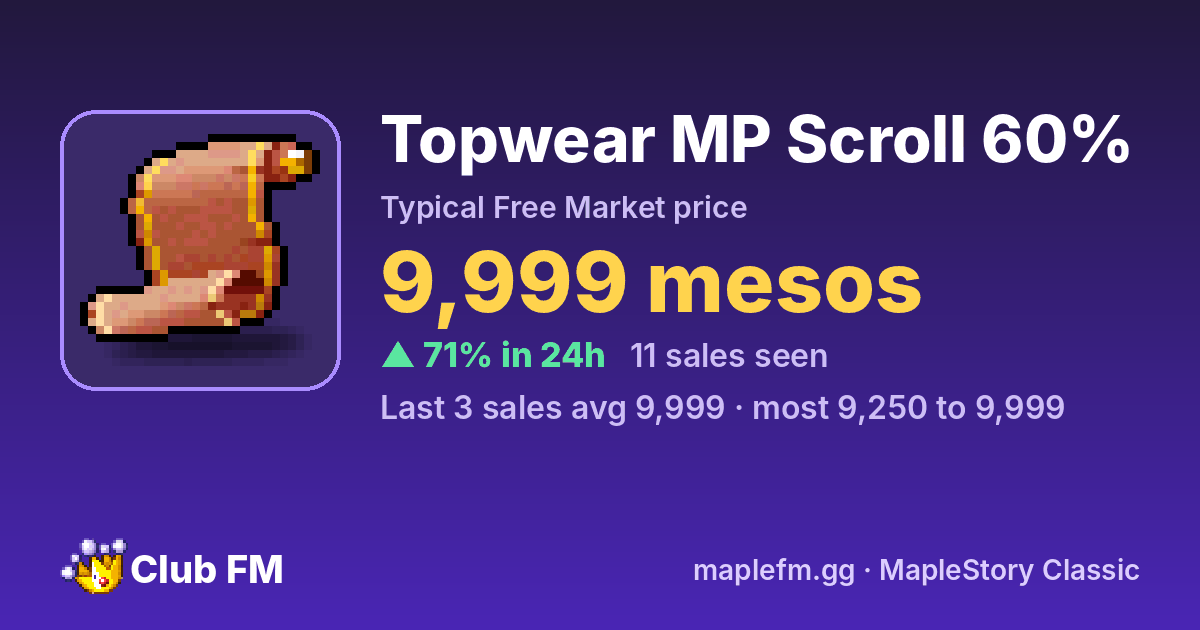 Topwear MP Scroll 60%
Typical Free Market price
9,999 mesos
▲ 71% in 24h 11 sales seen
Last 3 sales avg 9,999 · most 9,250 to 9,999
Club FM
maplefm.gg · MapleStory Classic